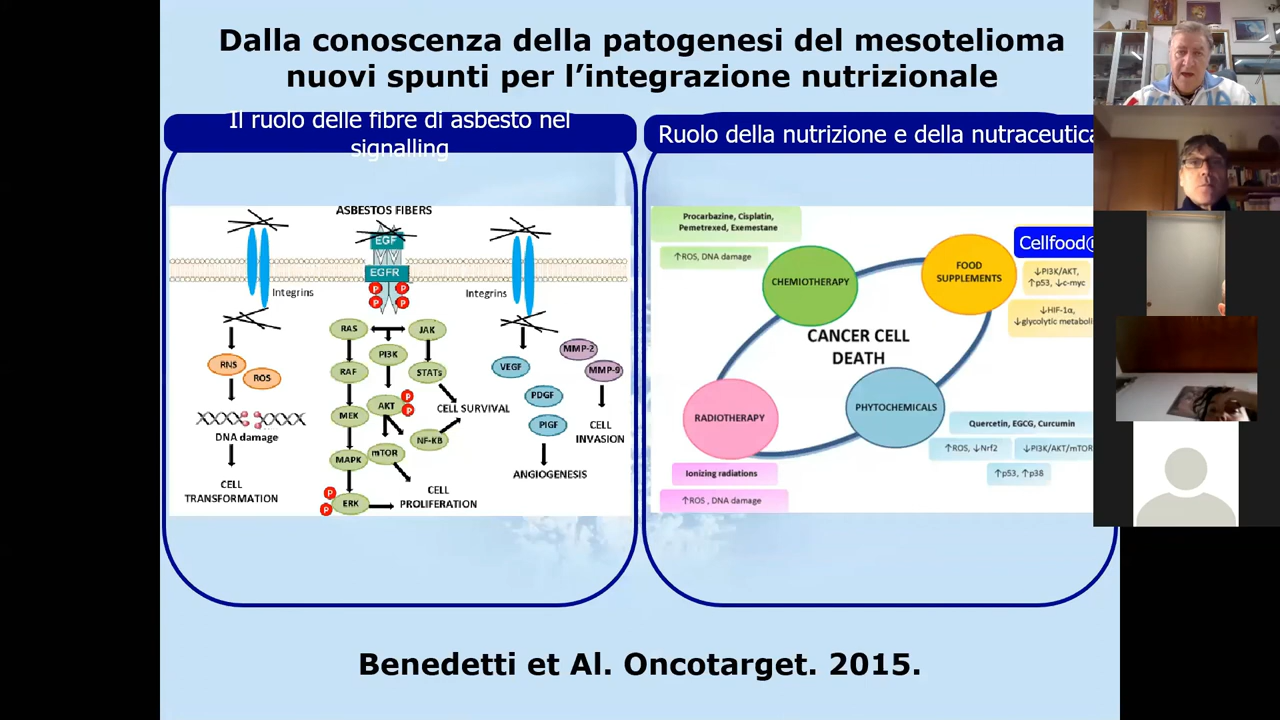 Dalla conoscenza della patogenesi del mesotelioma
nuovi spunti per l'integrazione nutrizionale
Il ruolo delle fibre di asbesto nel
signalling
ASBESTOS FIBERS
EGF
EGFR
P P
P P
Integrins
Integrins
RAS
JAK
PI3K
RAF
STATs
AKT
P
P
MEK
CELL SURVIVAL
NF-KB
MAPK
mTOR
P
P
ERK
CELL
PROLIFERATION
RNS
ROS
DNA damage
CELL
TRANSFORMATION
VEGF
PDGF
PIGF
ANGIOGENESIS
MMP-2
MMP-9
CELL
INVASION
Ruolo della nutrizione e della nutraceutica
Procarbazine, Cisplatin,
Pemetrexed, Exemestane
↑ROS, DNA damage
CHEMIOTHERAPY
FOOD
SUPPLEMENTS
Cellfood
↓PI3K/AKT,
↑p53, ↓c-myc
↓HIF-1α,
↓glycolytic metaboli
CANCER CELL
DEATH
RADIOTHERAPY
PHYTOCHEMICALS
Quercetin, EGCG, Curcumin
↑ROS, ↓Nrf2
↓PI3K/AKT/mTOR
↑p53, ↑p38
Ionizing radiations
↑ROS , DNA damage
Benedetti et Al. Oncotarget. 2015.